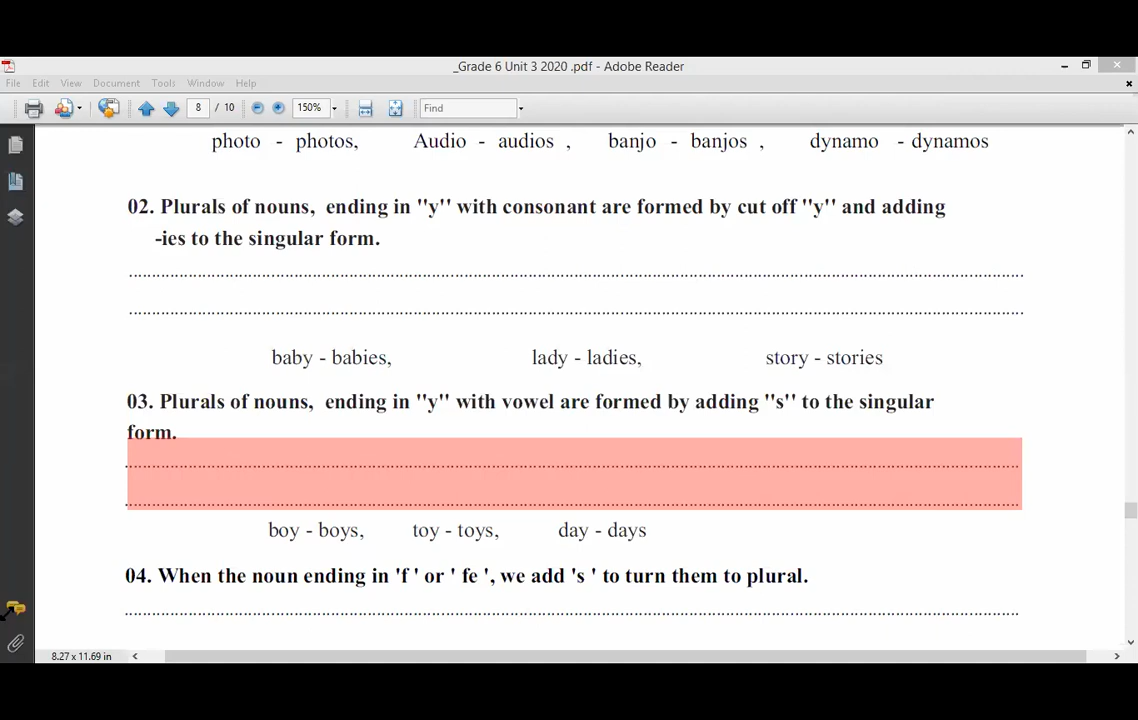 _Grade 6 Unit 3 2020 .pdf - Adobe Reader
File Edit View Document Tools Window Help
8 / 10 150% Find
photo - photos, Audio - audios , banjo - banjos , dynamo - dynamos
02. Plurals of nouns, ending in "y" with consonant are formed by cut off "y" and adding
-ies to the singular form.
..........................................................................................................................
..........................................................................................................................
baby - babies, lady - ladies, story - stories
03. Plurals of nouns, ending in "y" with vowel are formed by adding "s" to the singular
form.
..........................................................................................................................
..........................................................................................................................
boy - boys, toy - toys, day - days
04. When the noun ending in 'f ' or ' fe ', we add 's ' to turn them to plural.
..........................................................................................................................
8.27 x 11.69 in